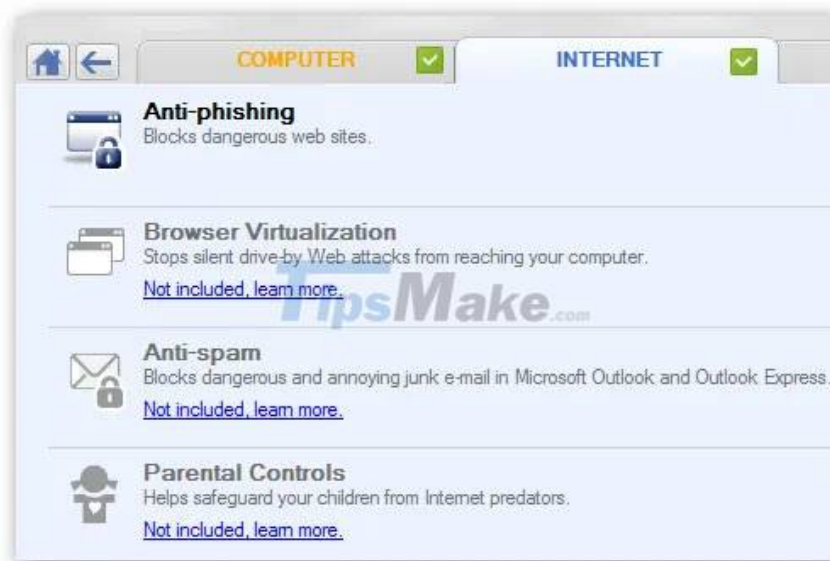 COMPUTER
INTERNET
Anti-phishing
Blocks dangerous web sites.
Browser Virtualization
Stops silent drive-by Web attacks from reaching your computer.
Not included, learn more.
TipsMake.com
Anti-spam
Blocks dangerous and annoying junk e-mail in Microsoft Outlook and Outlook Express.
Not included, learn more.
Parental Controls
Helps safeguard your children from Internet predators.
Not included, learn more.